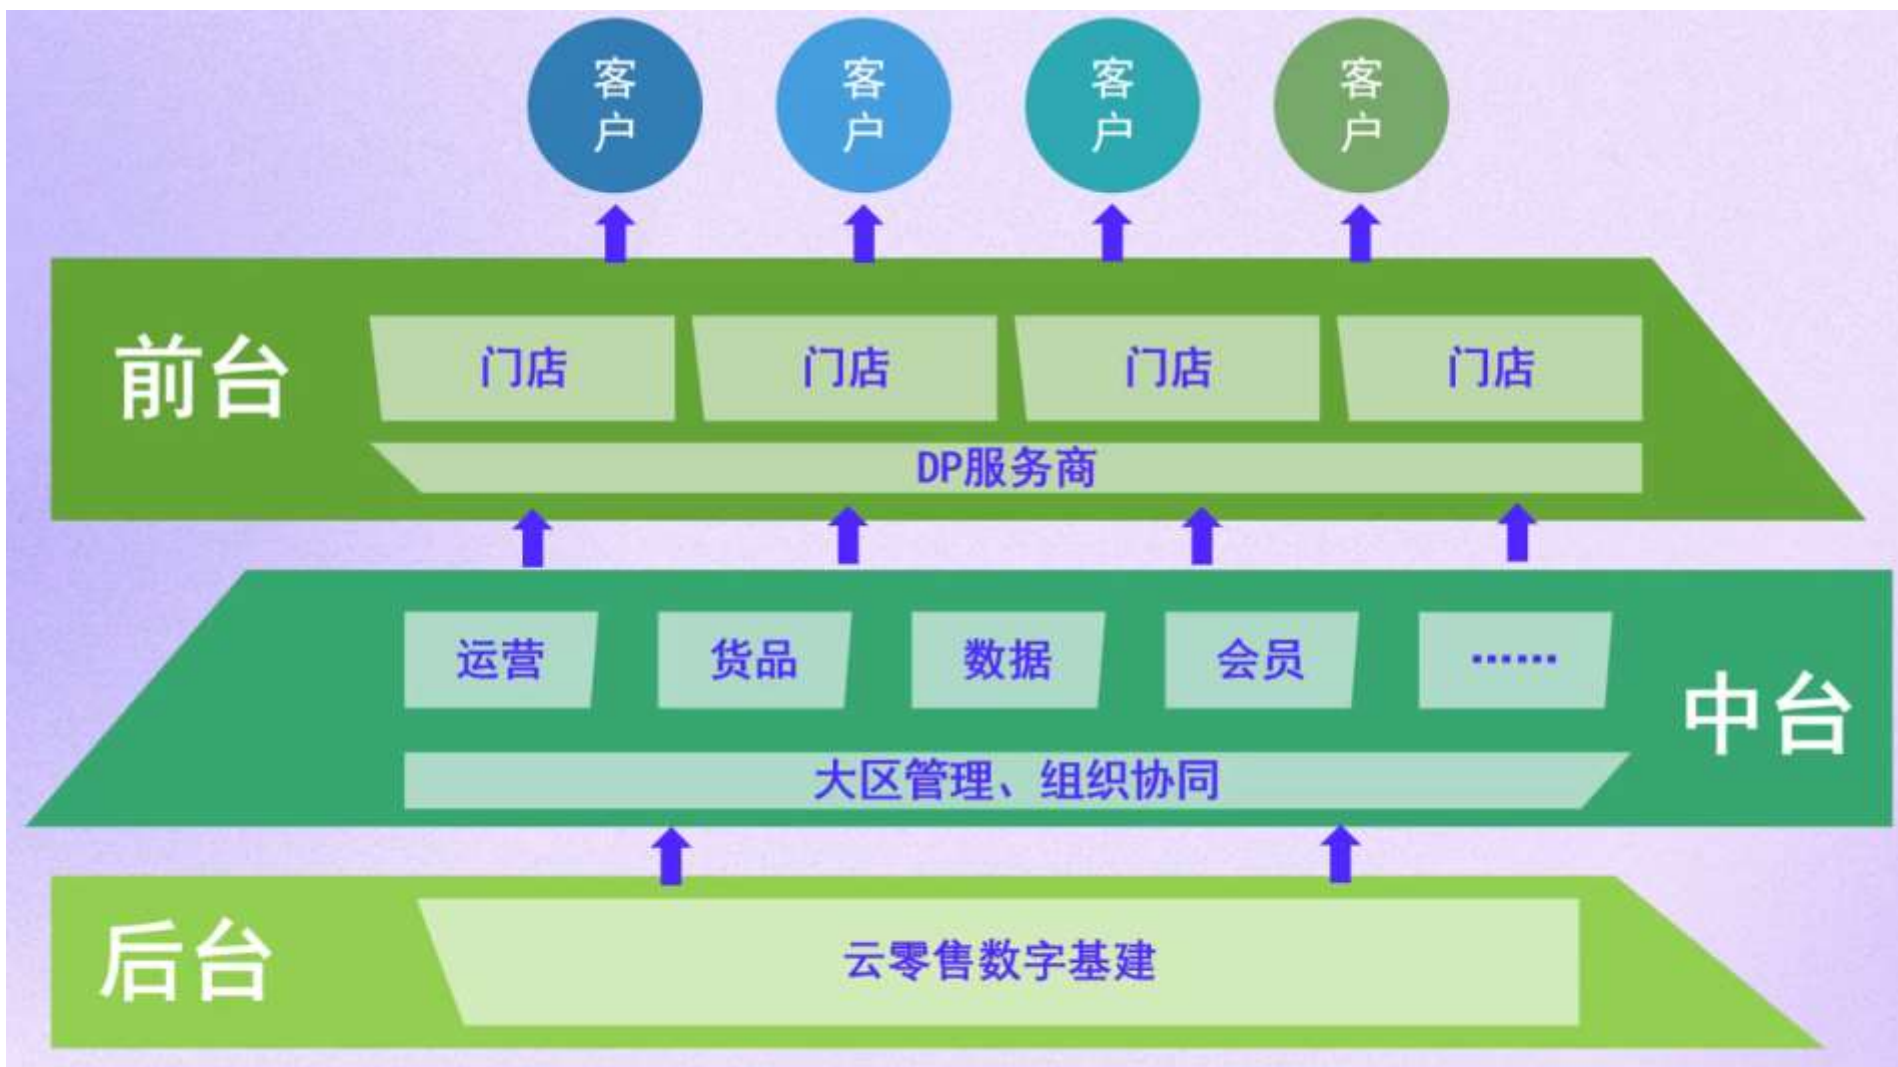 客户
客户
客户
客户
前台
门店
门店
门店
门店
DP服务商
运营
货品
数据
会员
……
中台
大区管理、组织协同
后台
云零售数字基建